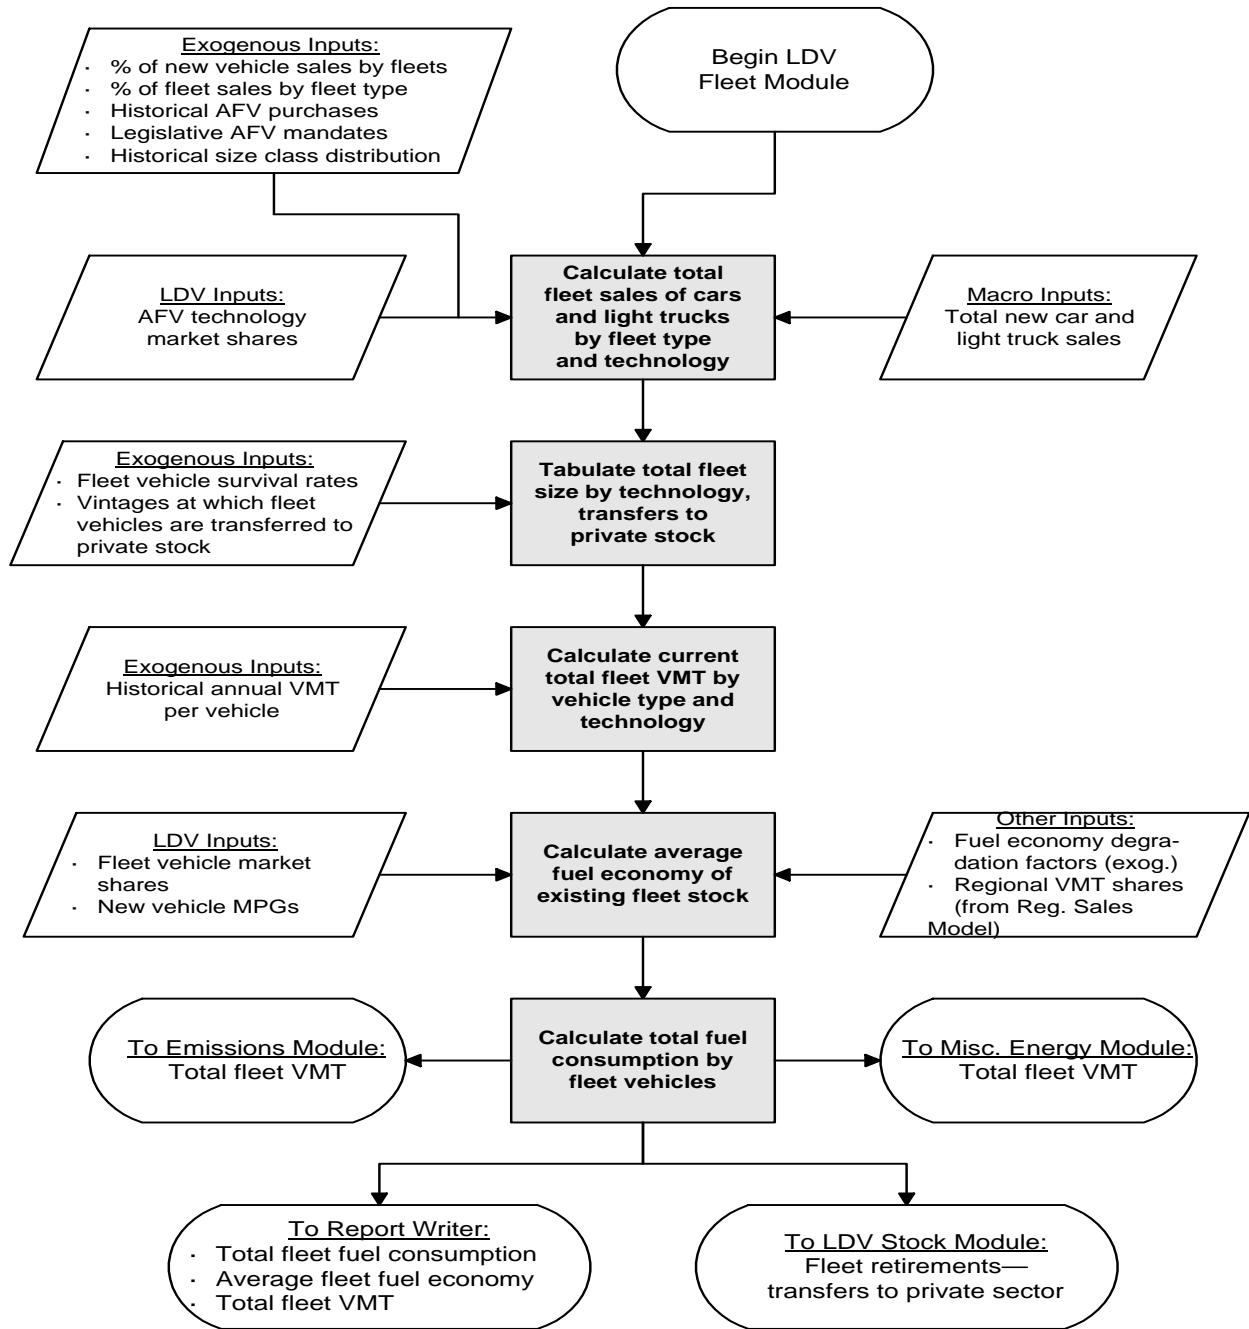 Exogenous Inputs:
· % of new vehicle sales by fleets
· % of fleet sales by fleet type
· Historical AFV purchases
· Legislative AFV mandates
· Historical size class distribution
Begin LDV
Fleet Module
LDV Inputs:
AFV technology
market shares
Calculate total
fleet sales of cars
and light trucks
by fleet type
and technology
Macro Inputs:
Total new car and
light truck sales
Exogenous Inputs:
· Fleet vehicle survival rates
· Vintages at which fleet
vehicles are transferred to
private stock
Tabulate total fleet
size by technology,
transfers to
private stock
Exogenous Inputs:
Historical annual VMT
per vehicle
Calculate current
total fleet VMT by
vehicle type and
technology
LDV Inputs:
· Fleet vehicle market
shares
· New vehicle MPGs
Calculate average
fuel economy of
existing fleet stock
Other Inputs:
· Fuel economy degra-
dation factors (exog.)
· Regional VMT shares
(from Reg. Sales
Model)
To Emissions Module:
Total fleet VMT
Calculate total fuel
consumption by
fleet vehicles
To Misc. Energy Module:
Total fleet VMT
To Report Writer:
· Total fleet fuel consumption
· Average fleet fuel economy
· Total fleet VMT
To LDV Stock Module:
Fleet retirements—
transfers to private sector